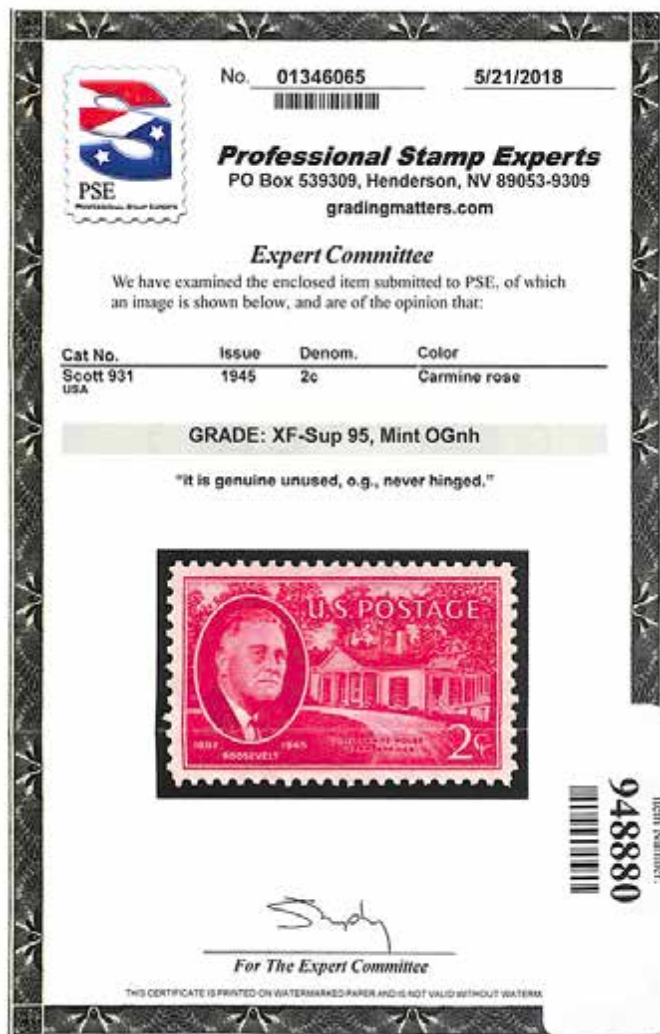 No. 01346065 5/21/2018
PSE
PROFESSIONAL STAMP EXPERTS
Professional Stamp Experts
PO Box 539309, Henderson, NV 89053-9309
gradingmatters.com
Expert Committee
We have examined the enclosed item submitted to PSE, of which
an image is shown below, and are of the opinion that:
Cat No. Issue Denom. Color
Scott 931 1945 2c Carmine rose
USA
GRADE: XF-Sup 95, Mint OGnh
"it is genuine unused, o.g., never hinged."
U.S. POSTAGE
1882 1945
ROOSEVELT
2¢
948880
For The Expert Committee
THIS CERTIFICATE IS PRINTED ON WATERMARKED PAPER AND IS NOT VALID WITHOUT WATERM